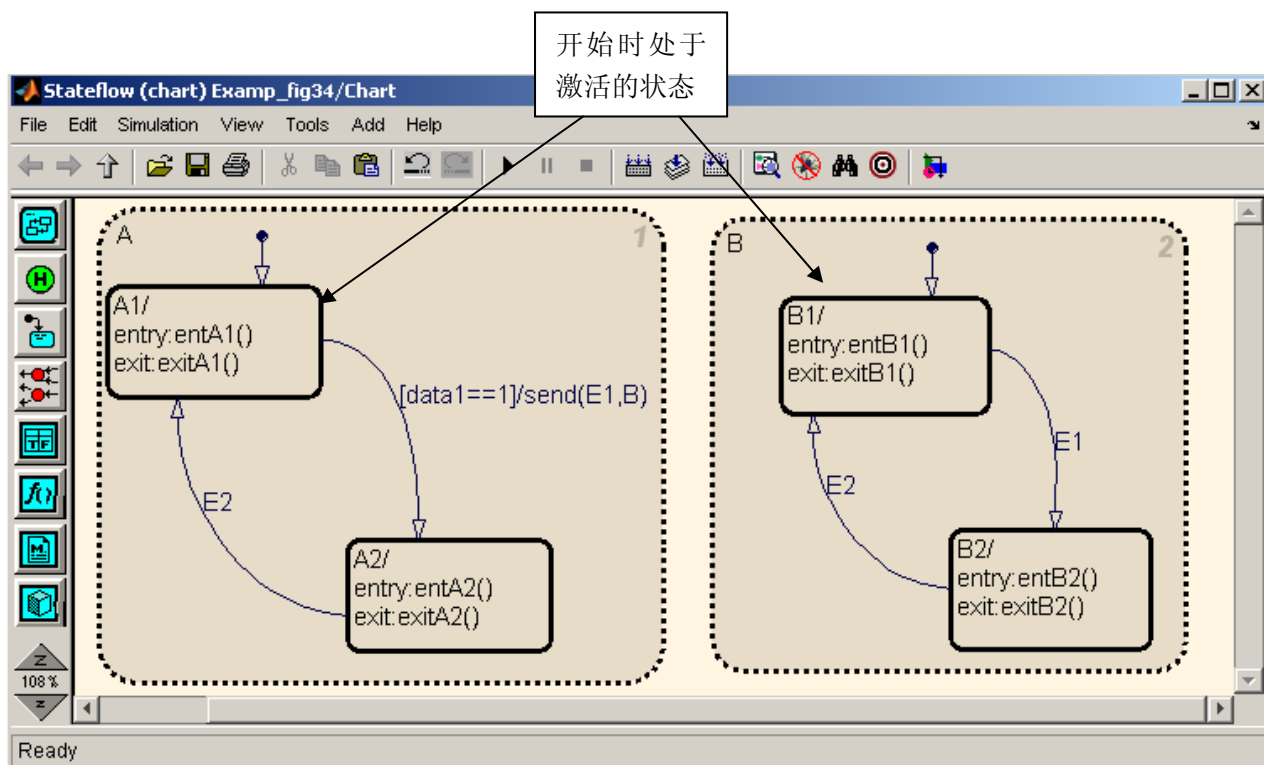 开始时处于
激活的状态
Stateflow (chart) Examp_fig34/Chart
File Edit Simulation View Tools Add Help
A
1
A1/
entry:entA1()
exit:exitA1()
[data1==1]/send(E1,B)
E2
A2/
entry:entA2()
exit:exitA2()
B
2
B1/
entry:entB1()
exit:exitB1()
E1
E2
B2/
entry:entB2()
exit:exitB2()
H
TF
f()
M
Z
108%
z
Ready